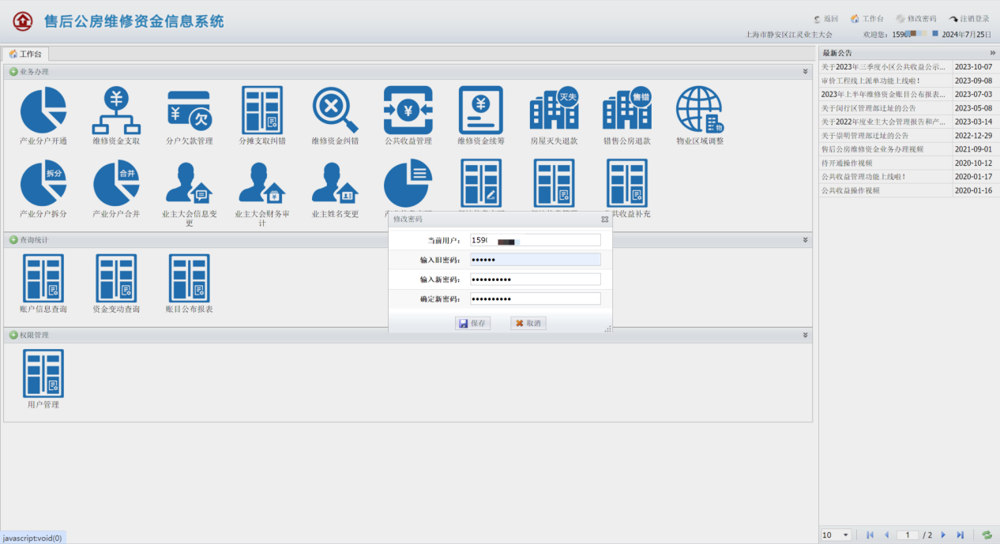 售后公房维修资金信息系统
返回 工作台 修改密码 注销登录
上海市静安区江灵业主大会 欢迎您：159 2024年7月25日
工作台
业务办理
产业分户开通 维修资金支取 分户欠款管理 分摊支取纠错 维修资金纠错 公共收益管理 维修资金续筹 房屋灭失退款 错售公房退款 物业区域调整
欠
灭失
售错
物
拆分
合并
产业分户拆分 产业分户合并 业主大会信息变更 业主大会财务审计 业主姓名变更
共收益补充
查询统计
账户信息查询 资金变动查询 账目公布报表
权限管理
用户管理
修改密码
当前用户： 159
输入旧密码： ••••••
输入新密码： ••••••••••
确定新密码： ••••••••••
保存 取消
最新公告
关于2023年三季度小区公共收益公示... 2023-10-07
审价工程线上派单功能上线啦！ 2023-09-08
2023年上半年维修资金账目公布报表... 2023-07-03
关于闵行区管理部迁址的公告 2023-05-08
关于2022年度业主大会管理报告和产... 2023-03-14
关于崇明管理部迁址的公告 2022-12-29
售后公房维修资金业务办理视频 2021-09-01
待开通操作视频 2020-10-12
公共收益管理功能上线啦！ 2020-01-17
公共收益操作视频 2020-01-16
10 1 / 2
javascript:void(0)